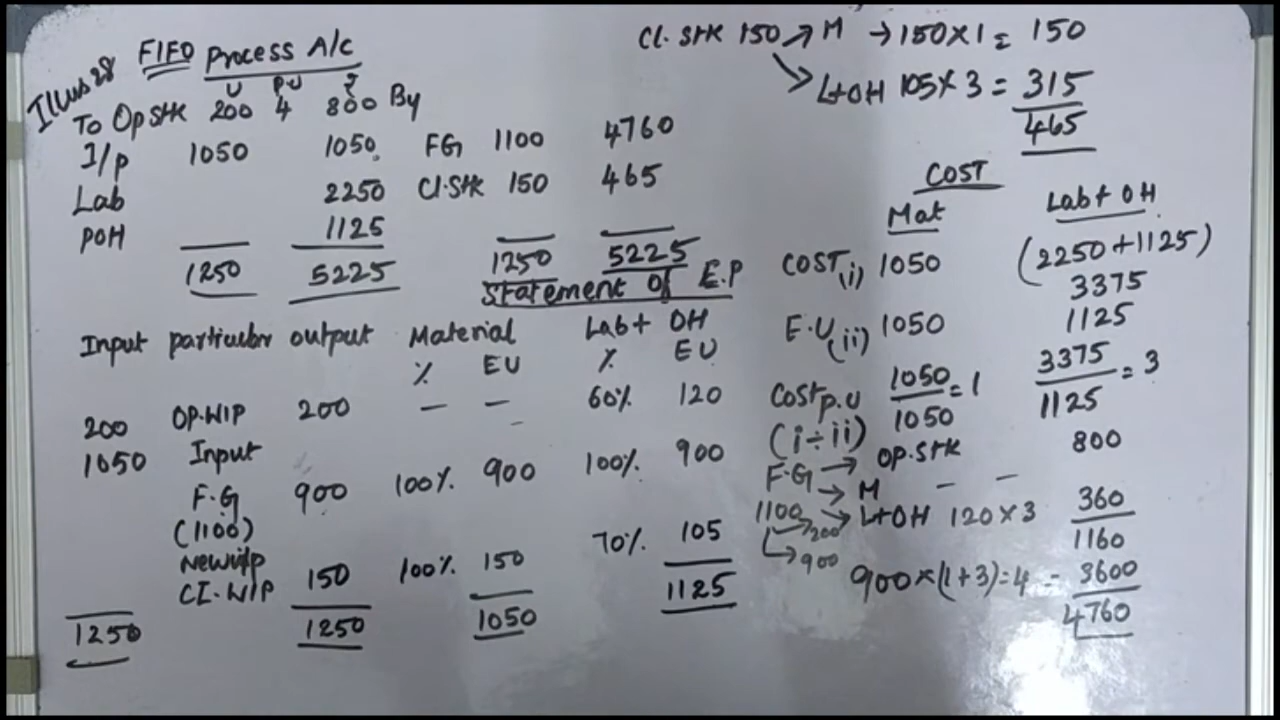 Illus 28 FIFO Process A/c
U P.U ₹
To Op Stk 200 4 800 By
I/p 1050 1050 FG 1100 4760
Lab 2250 Cl.Stk 150 465
POH 1125
1250 5225 1250 5225
Cl. Stk 150 → M → 150 x 1 = 150
→ L+OH 105 x 3 = 315
465
Statement of E.P
Input particular output Material Lab + OH
% EU % EU
200 OP.WIP 200 — — 60% 120
1050 Input
F.G 900 100% 900 100% 900
(1100)
New i/p
Cl.WIP 150 100% 150 70% 105
1250 1250 1050 1125
COST
Mat Lab + OH
COST (i) 1050 (2250+1125)
3375
E.U (ii) 1050 1125
Cost p.u 1050/1050 = 1 3375/1125 = 3
(i ÷ ii)
F.G → OP.Stk 800
→ M — —
1100 → L+OH 120 x 3 360
→ 200 1160
→ 900
900 x (1+3) = 4 - 3600
4760